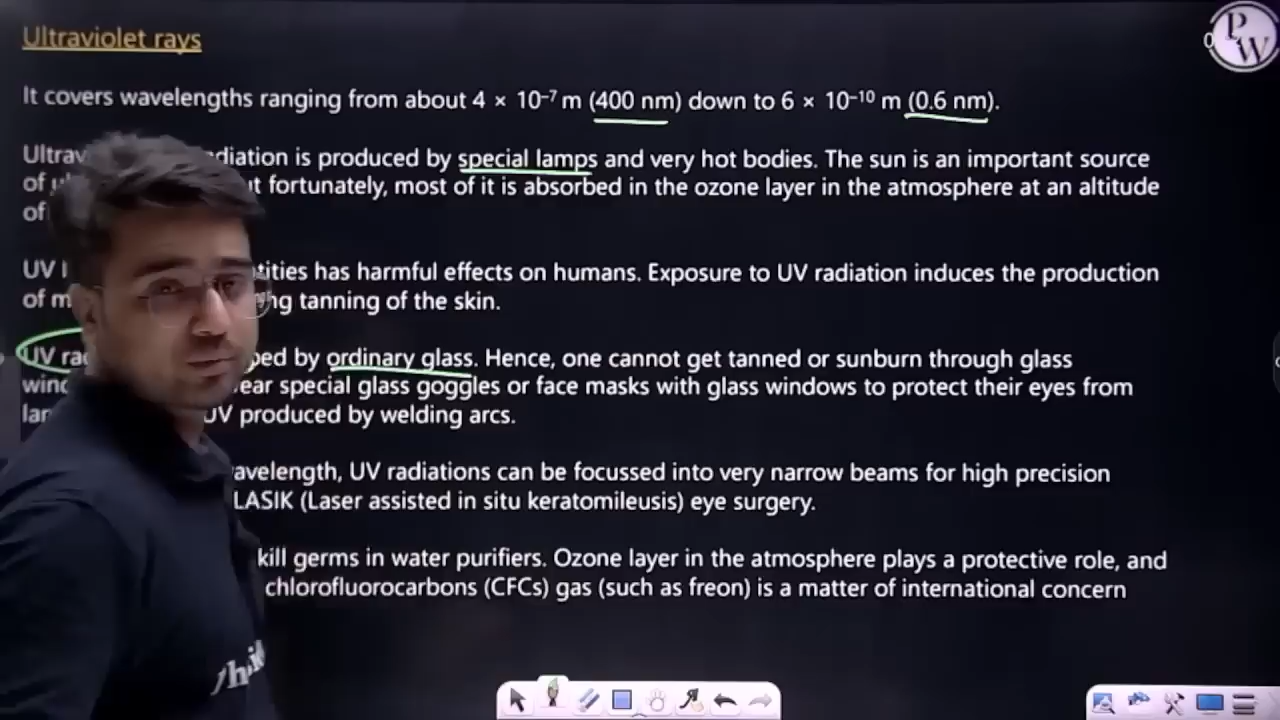 Ultraviolet rays
PW
It covers wavelengths ranging from about 4 × 10⁻⁷ m (400 nm) down to 6 × 10⁻¹⁰ m (0.6 nm).
Ultrav diation is produced by special lamps and very hot bodies. The sun is an important source
of fortunately, most of it is absorbed in the ozone layer in the atmosphere at an altitude
of
UV tities has harmful effects on humans. Exposure to UV radiation induces the production
of m ng tanning of the skin.
UV ra bed by ordinary glass. Hence, one cannot get tanned or sunburn through glass
wind ear special glass goggles or face masks with glass windows to protect their eyes from
lar UV produced by welding arcs.
avelength, UV radiations can be focussed into very narrow beams for high precision
LASIK (Laser assisted in situ keratomileusis) eye surgery.
kill germs in water purifiers. Ozone layer in the atmosphere plays a protective role, and
chlorofluorocarbons (CFCs) gas (such as freon) is a matter of international concern